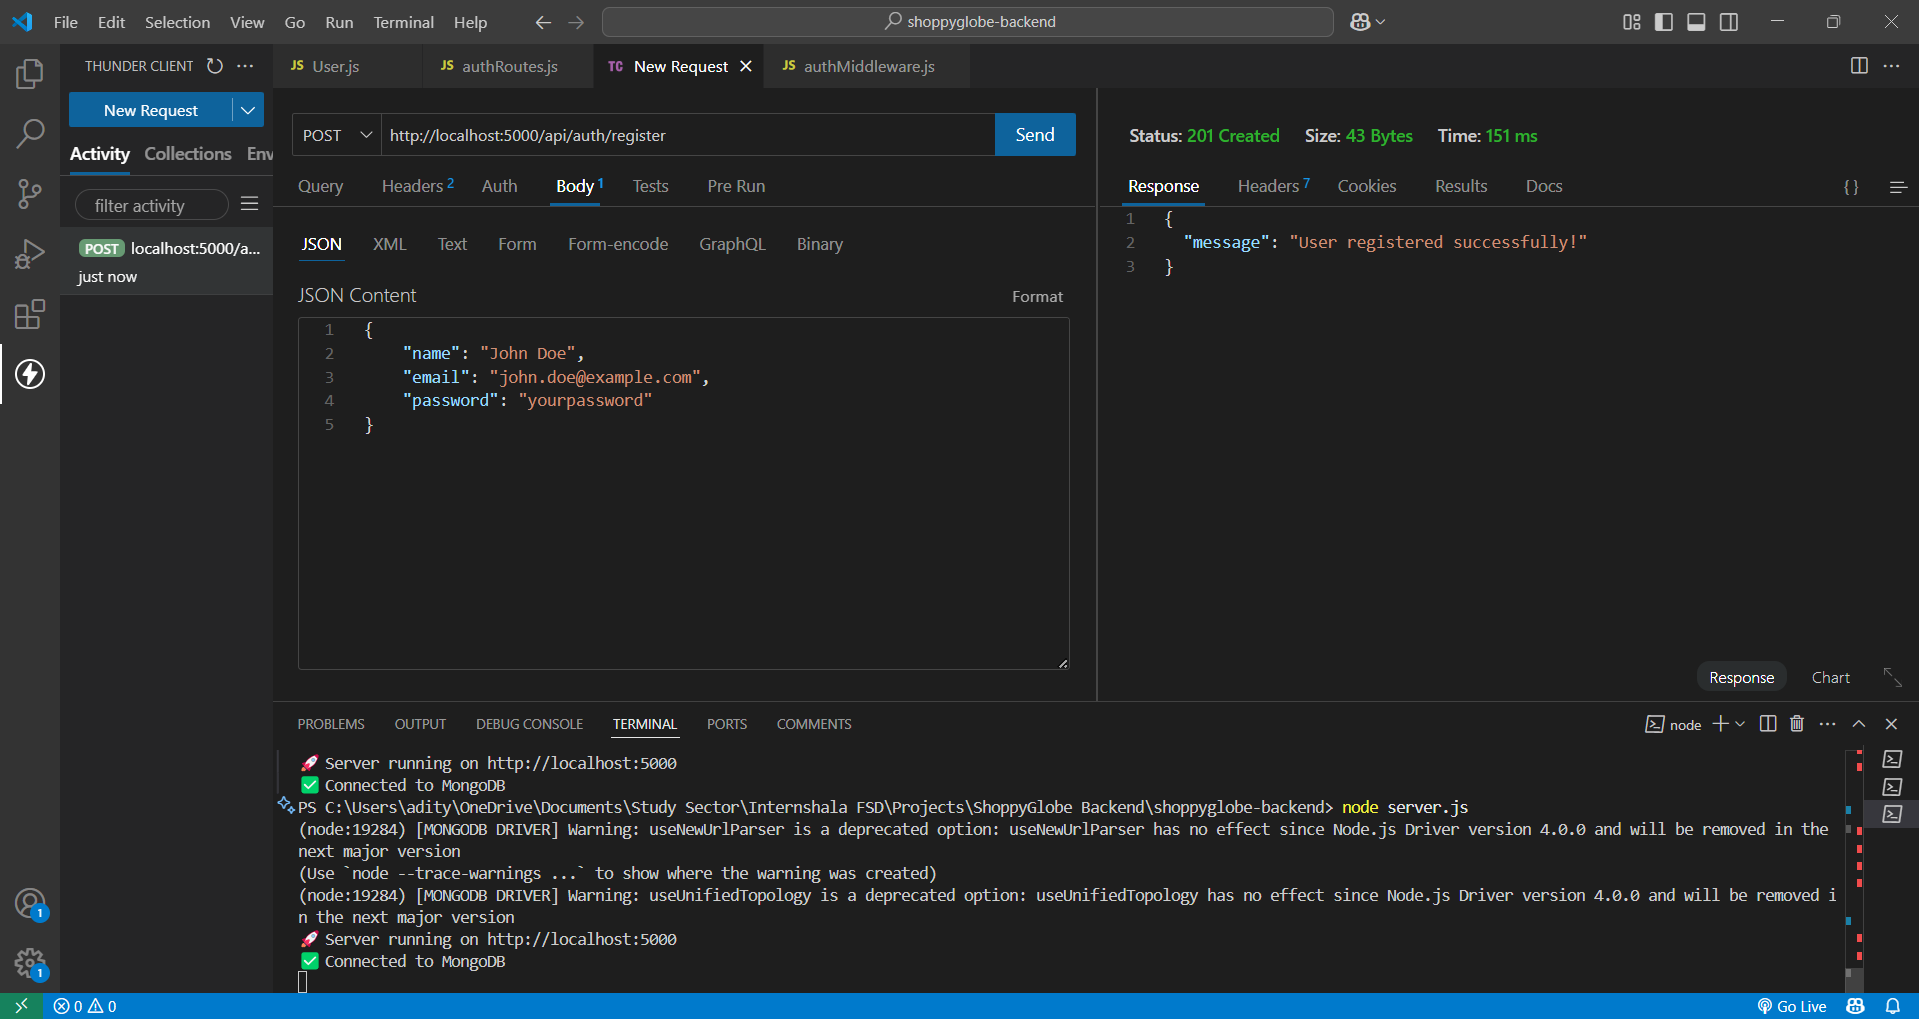 File Edit Selection View Go Run Terminal Help
shoppyglobe-backend
THUNDER CLIENT
New Request
Activity Collections Env
filter activity
POST localhost:5000/a...
just now
JS User.js
JS authRoutes.js
TC New Request
JS authMiddleware.js
POST http://localhost:5000/api/auth/register Send
Query Headers 2 Auth Body 1 Tests Pre Run
JSON XML Text Form Form-encode GraphQL Binary
JSON Content Format
1 {
2 "name": "John Doe",
3 "email": "john.doe@example.com",
4 "password": "yourpassword"
5 }
Status: 201 Created Size: 43 Bytes Time: 151 ms
Response Headers 7 Cookies Results Docs { }
1 {
2 "message": "User registered successfully!"
3 }
Response Chart
PROBLEMS OUTPUT DEBUG CONSOLE TERMINAL PORTS COMMENTS
node
🚀 Server running on http://localhost:5000
✅ Connected to MongoDB
PS C:\Users\adity\OneDrive\Documents\Study Sector\Internshala FSD\Projects\ShoppyGlobe Backend\shoppyglobe-backend> node server.js
(node:19284) [MONGODB DRIVER] Warning: useNewUrlParser is a deprecated option: useNewUrlParser has no effect since Node.js Driver version 4.0.0 and will be removed in the
next major version
(Use `node --trace-warnings ...` to show where the warning was created)
(node:19284) [MONGODB DRIVER] Warning: useUnifiedTopology is a deprecated option: useUnifiedTopology has no effect since Node.js Driver version 4.0.0 and will be removed i
n the next major version
🚀 Server running on http://localhost:5000
✅ Connected to MongoDB
1
1
0 0
Go Live